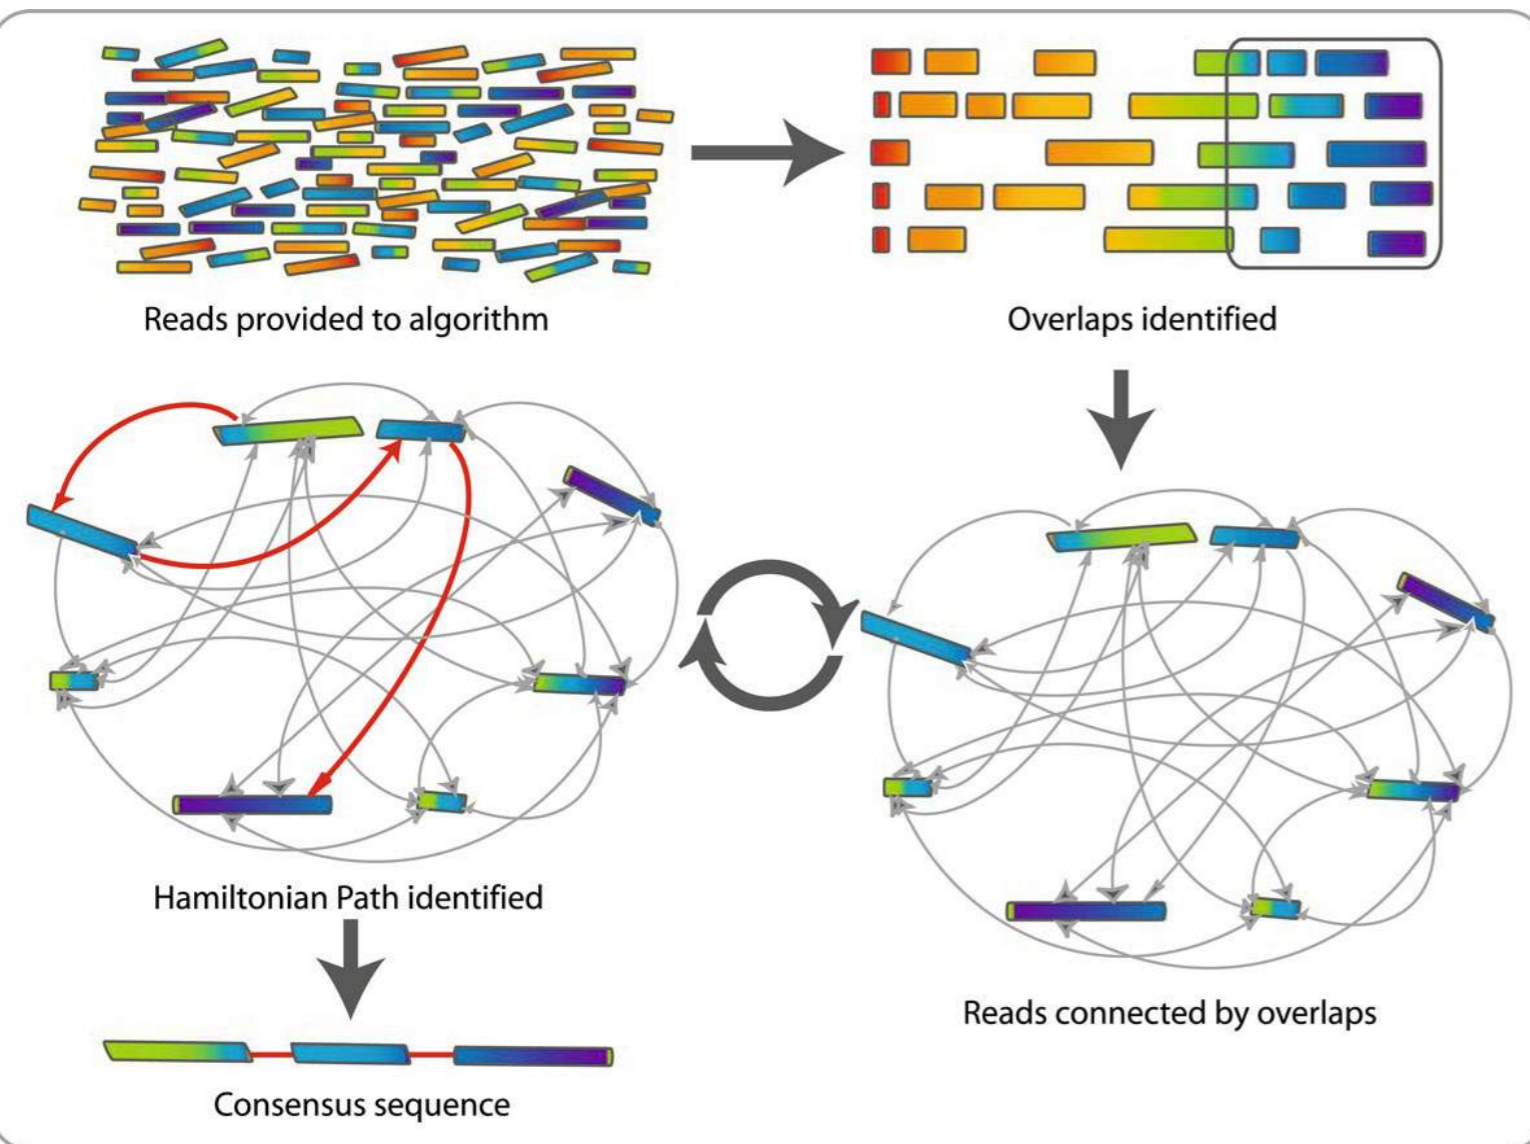 Reads provided to algorithm
Overlaps identified
Hamiltonian Path identified
Reads connected by overlaps
Consensus sequence